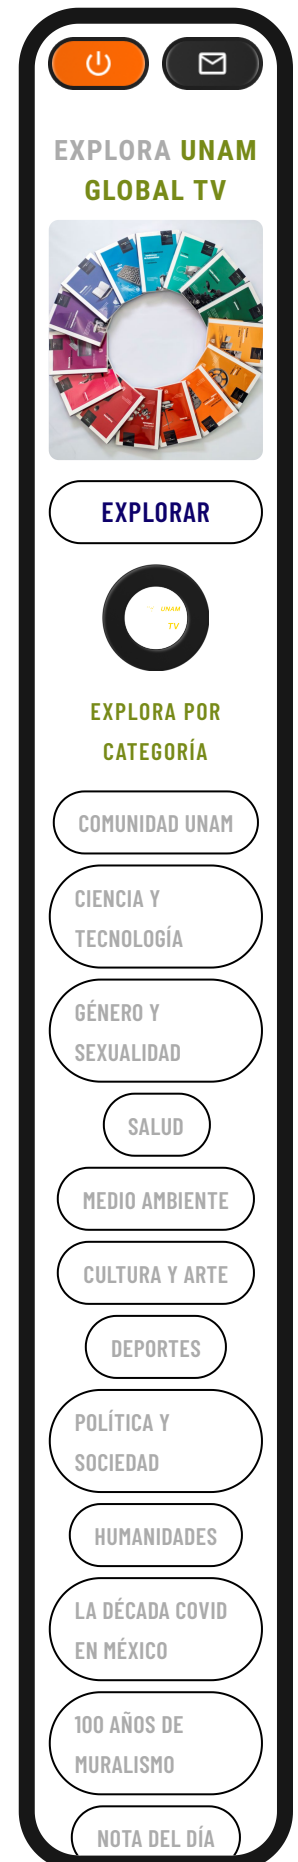 EXPLORA UNAM
GLOBAL TV
EXPLORAR
UNAM
TV
EXPLORA POR
CATEGORÍA
COMUNIDAD UNAM
CIENCIA Y
TECNOLOGÍA
GÉNERO Y
SEXUALIDAD
SALUD
MEDIO AMBIENTE
CULTURA Y ARTE
DEPORTES
POLÍTICA Y
SOCIEDAD
HUMANIDADES
LA DÉCADA COVID
EN MÉXICO
100 AÑOS DE
MURALISMO
NOTA DEL DÍA